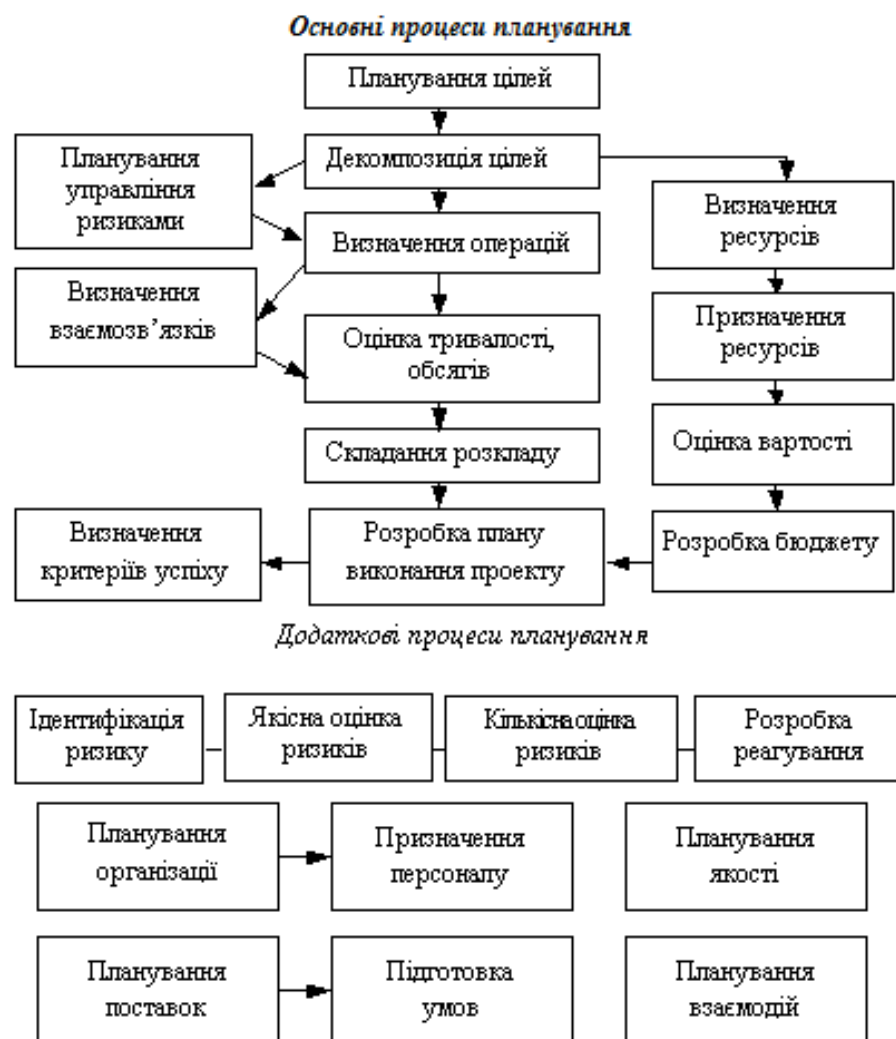 Основні процеси планування
Планування цілей
Декомпозиція цілей
Планування
управління
ризиками
Визначення
ресурсів
Визначення операцій
Визначення
взаємозв’язків
Призначення
ресурсів
Оцінка тривалості,
обсягів
Оцінка вартості
Складання розкладу
Визначення
критеріїв успіху
Розробка плану
виконання проекту
Розробка бюджету
Додаткові процеси планування
Ідентифікація
ризику
Якісна оцінка
ризиків
Кількісна оцінка
ризиків
Розробка
реагування
Планування
організації
Призначення
персоналу
Планування
якості
Планування
поставок
Підготовка
умов
Планування
взаємодій